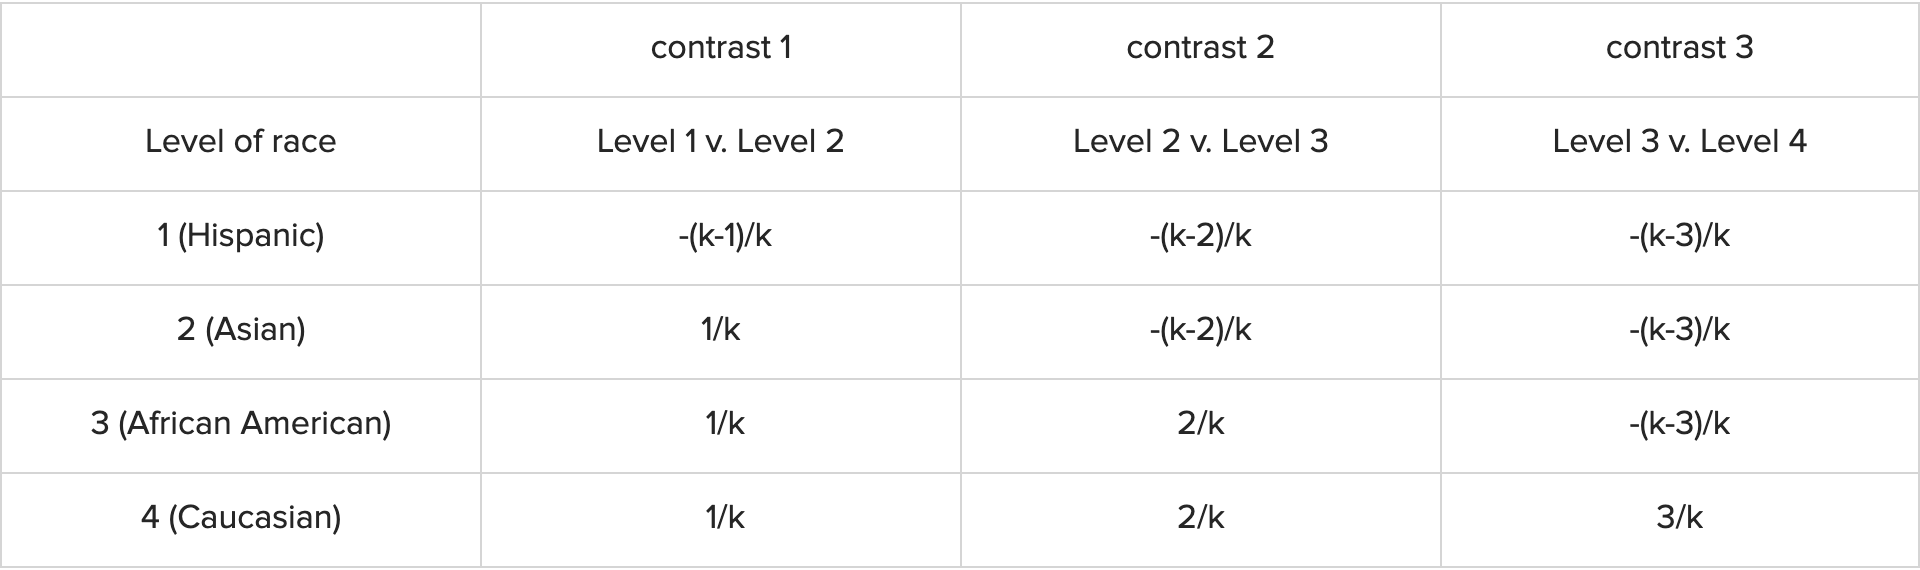 contrast 1 contrast 2 contrast 3
Level of race Level 1 v. Level 2 Level 2 v. Level 3 Level 3 v. Level 4
1 (Hispanic) -(k-1)/k -(k-2)/k -(k-3)/k
2 (Asian) 1/k -(k-2)/k -(k-3)/k
3 (African American) 1/k 2/k -(k-3)/k
4 (Caucasian) 1/k 2/k 3/k